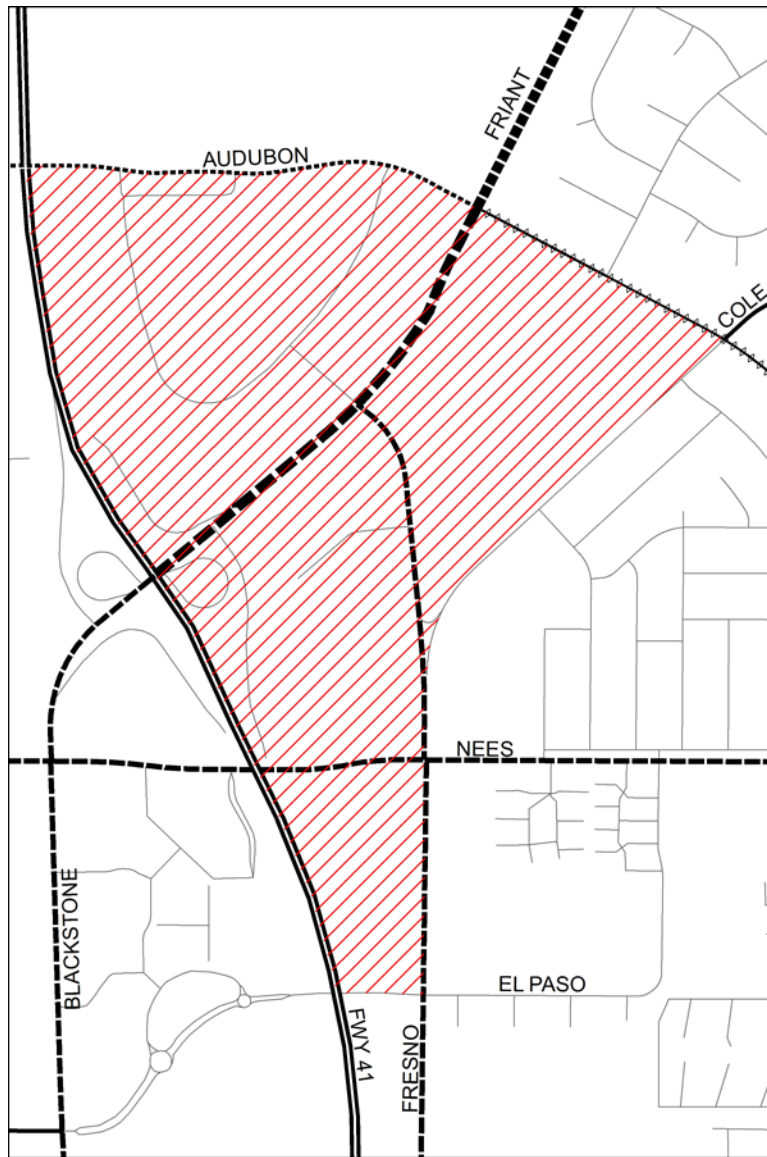 FRIANT
AUDUBON
COLE
NEES
BLACKSTONE
EL PASO
FWY 41
FRESNO